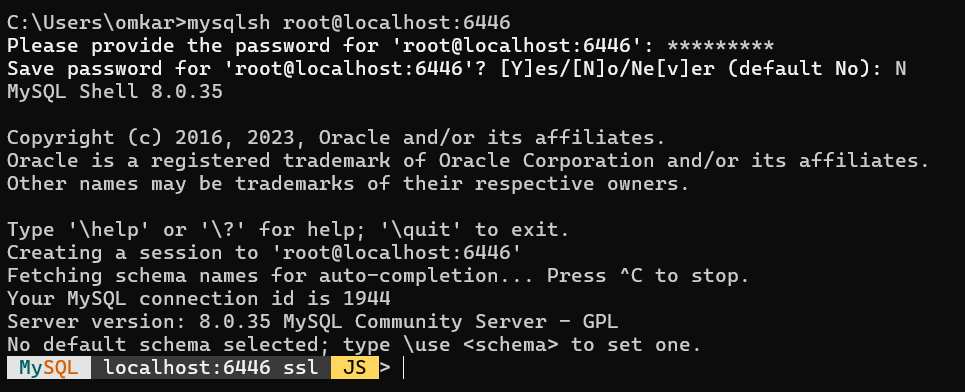 C:\Users\omkar>mysqlsh root@localhost:6446
Please provide the password for 'root@localhost:6446': *********
Save password for 'root@localhost:6446'? [Y]es/[N]o/Ne[v]er (default No): N
MySQL Shell 8.0.35
Copyright (c) 2016, 2023, Oracle and/or its affiliates.
Oracle is a registered trademark of Oracle Corporation and/or its affiliates.
Other names may be trademarks of their respective owners.
Type '\help' or '\?' for help; '\quit' to exit.
Creating a session to 'root@localhost:6446'
Fetching schema names for auto-completion... Press ^C to stop.
Your MySQL connection id is 1944
Server version: 8.0.35 MySQL Community Server - GPL
No default schema selected; type \use <schema> to set one.
MySQL localhost:6446 ssl JS >